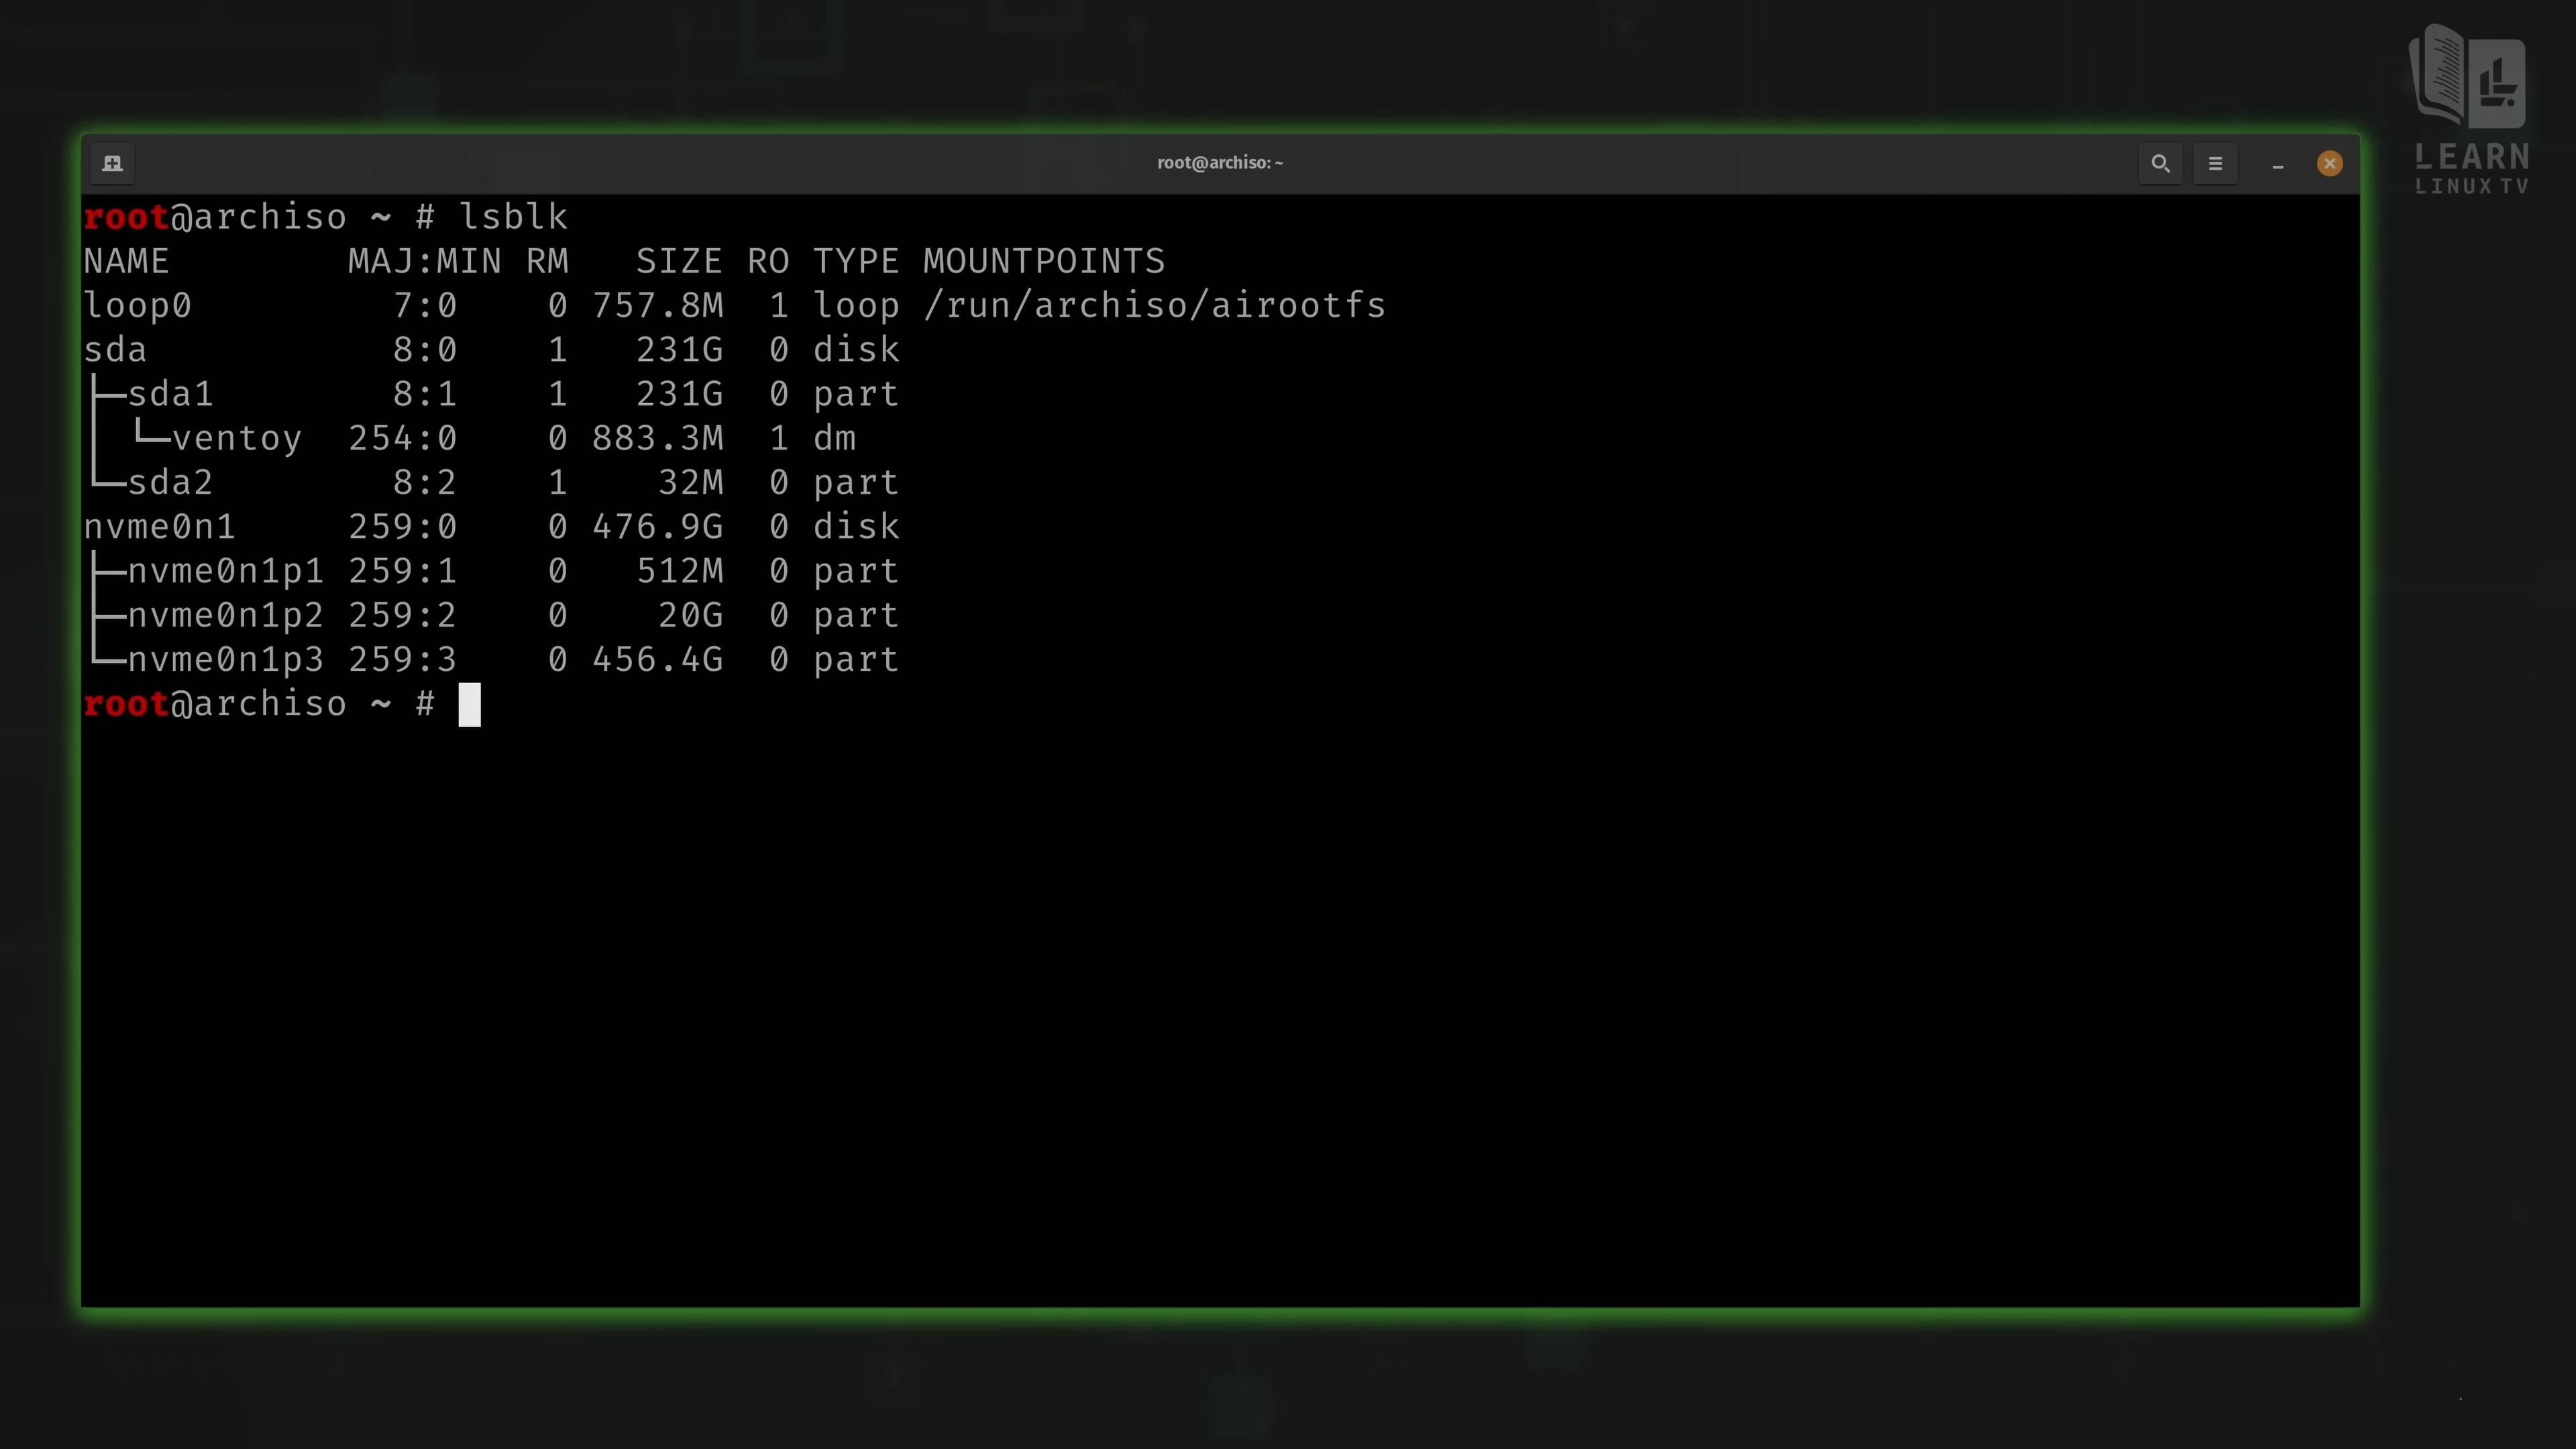 LEARN
LINUX TV
root@archiso: ~
root@archiso ~ # lsblk
NAME        MAJ:MIN RM   SIZE RO TYPE MOUNTPOINTS
loop0         7:0    0 757.8M  1 loop /run/archiso/airootfs
sda           8:0    1   231G  0 disk
├─sda1        8:1    1   231G  0 part
│ └─ventoy  254:0    0 883.3M  1 dm
└─sda2        8:2    1    32M  0 part
nvme0n1     259:0    0 476.9G  0 disk
├─nvme0n1p1 259:1    0   512M  0 part
├─nvme0n1p2 259:2    0    20G  0 part
└─nvme0n1p3 259:3    0 456.4G  0 part
root@archiso ~ #